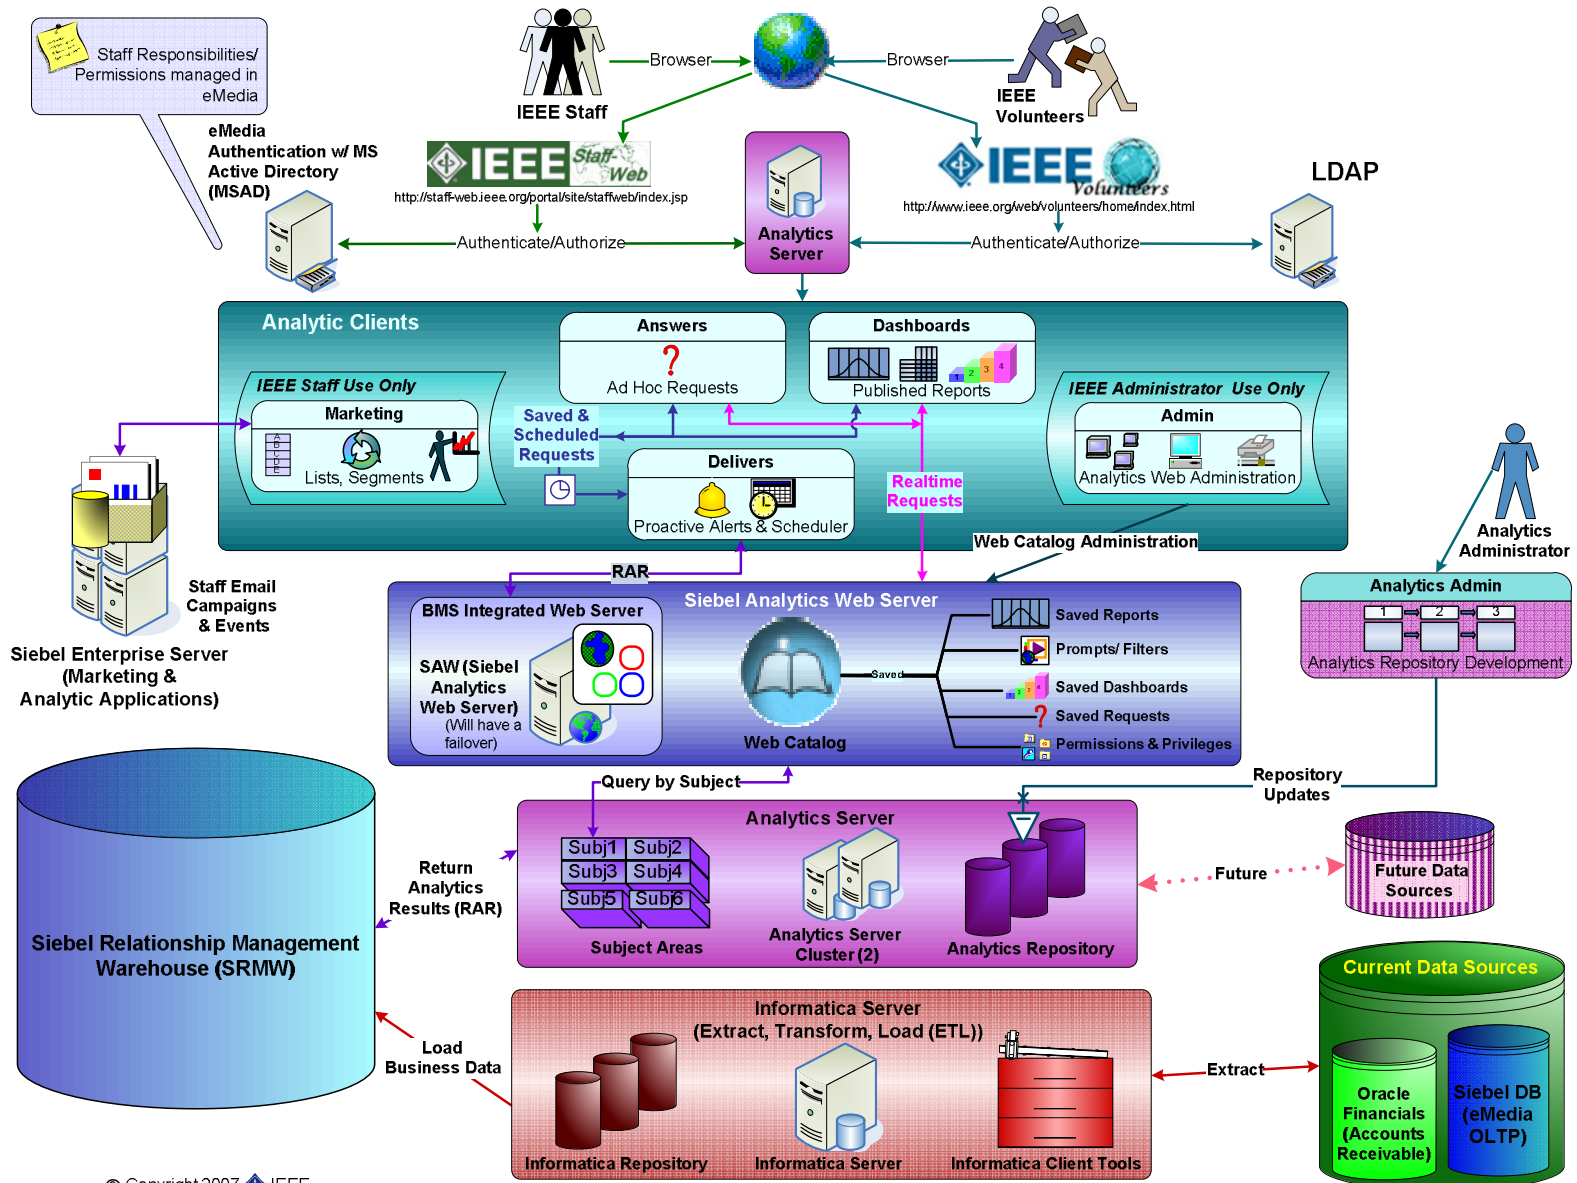 Staff Responsibilities/
Permissions managed in
eMedia
eMedia
Authentication w/ MS
Active Directory
(MSAD)
IEEE Staff
Browser
Browser
IEEE
Volunteers
IEEE
Staff-
Web
http://staff-web.ieee.org/portal/site/staffweb/index.jsp
IEEE
Volunteers
http://www.ieee.org/web/volunteers/home/index.html
LDAP
Authenticate/Authorize
Analytics
Server
Authenticate/Authorize
Analytic Clients
Answers
Ad Hoc Requests
Dashboards
1 2 3 4
Published Reports
IEEE Staff Use Only
Marketing
A
B
C
D
E
Lists, Segments
Saved &
Scheduled
Requests
Delivers
Proactive Alerts & Scheduler
Realtime
Requests
IEEE Administrator Use Only
Admin
Analytics Web Administration
Web Catalog Administration
Analytics
Administrator
Staff Email
Campaigns
& Events
Siebel Enterprise Server
(Marketing &
Analytic Applications)
RAR
Siebel Analytics Web Server
BMS Integrated Web Server
SAW (Siebel
Analytics
Web Server)
(Will have a
failover)
Web Catalog
Saved
Saved Reports
Prompts/ Filters
Saved Dashboards
Saved Requests
Permissions & Privileges
Analytics Admin
1 2 3
Analytics Repository Development
Repository
Updates
Query by Subject
Analytics Server
Subj1 Subj2
Subj3 Subj4
Subj5 Subj6
Subject Areas
Analytics Server
Cluster (2)
Analytics Repository
Return
Analytics
Results (RAR)
Future
Future Data
Sources
Siebel Relationship Management
Warehouse (SRMW)
Load
Business Data
Informatica Server
(Extract, Transform, Load (ETL))
Informatica Repository
Informatica Server
Informatica Client Tools
Extract
Current Data Sources
Oracle
Financials
(Accounts
Receivable)
Siebel DB
(eMedia
OLTP)
© Copyright 2007 IEEE